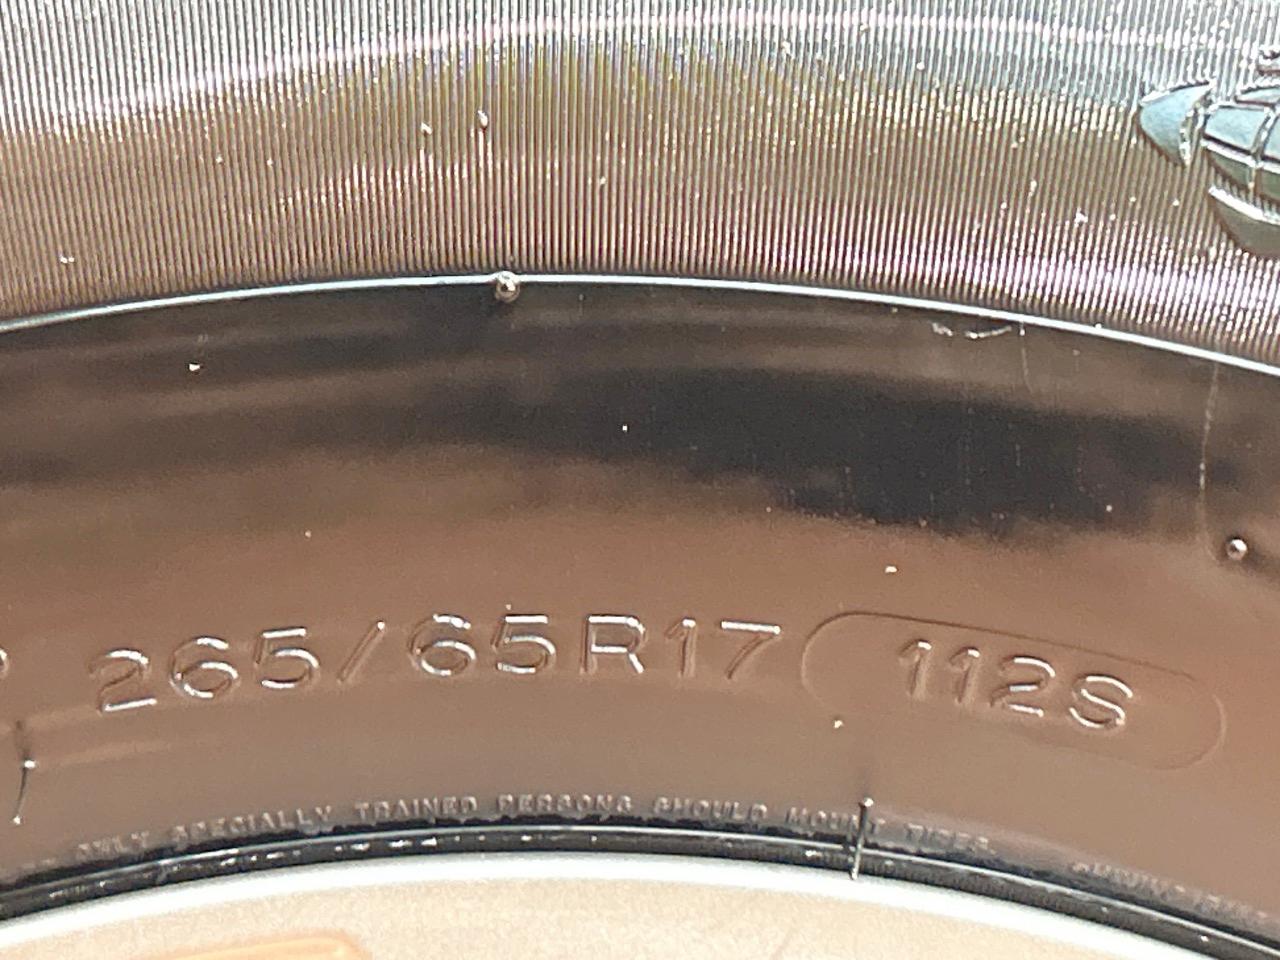 265/65R17 112S
ONLY SPECIALLY TRAINED PERSONS SHOULD MOUNT TIRES